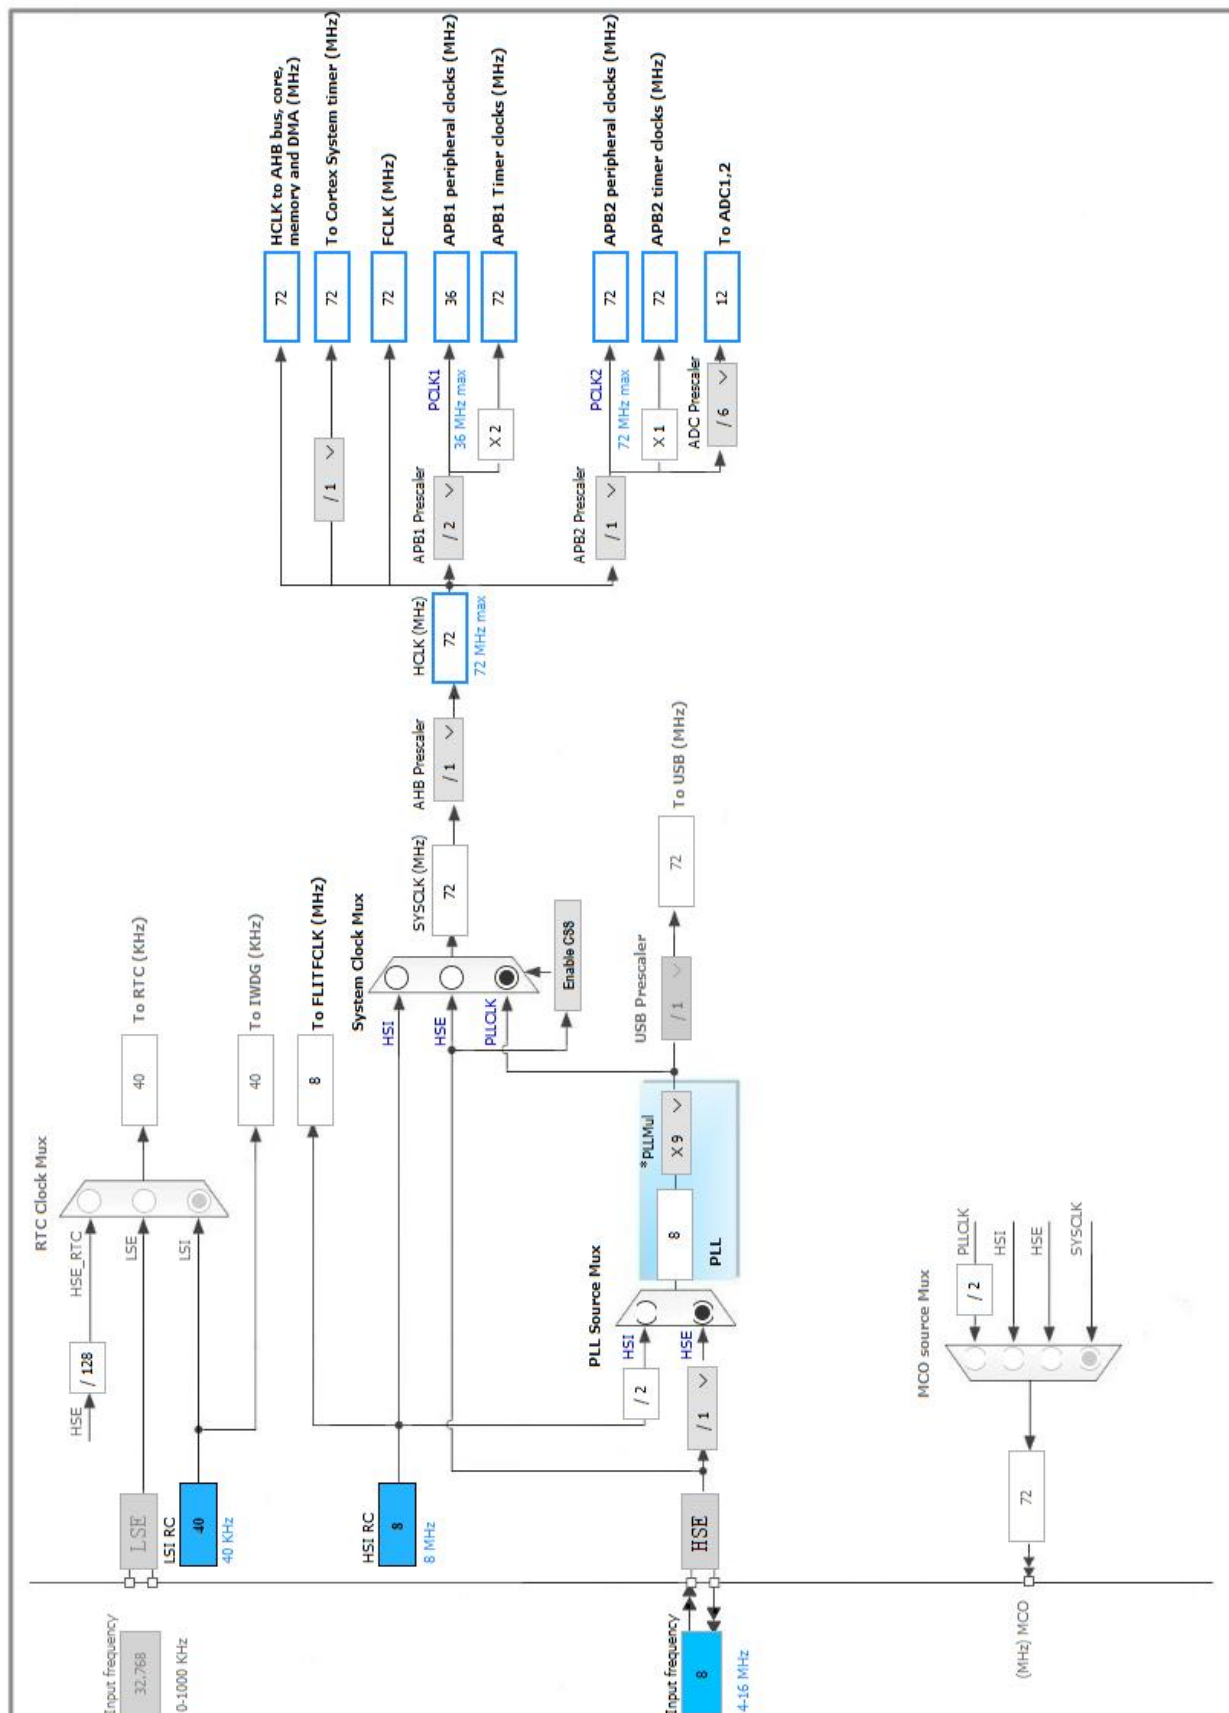 RTC Clock Mux
HSE
/ 128
HSE_RTC
Input frequency
32.768
0-1000 KHz
LSE
LSE
40
To RTC (KHz)
LSI RC
40
40 KHz
LSI
40
To IWDG (KHz)
8
To FLITFCLK (MHz)
HSI RC
8
8 MHz
System Clock Mux
HSI
HSE
PLLCLK
Enable CSS
SYSCLK (MHz)
72
AHB Prescaler
/ 1
HCLK (MHz)
72
72 MHz max
72
HCLK to AHB bus, core,
memory and DMA (MHz)
/ 1
72
To Cortex System timer (MHz)
72
FCLK (MHz)
APB1 Prescaler
/ 2
PCLK1
36 MHz max
36
APB1 peripheral clocks (MHz)
X 2
72
APB1 Timer clocks (MHz)
APB2 Prescaler
/ 1
PCLK2
72 MHz max
72
APB2 peripheral clocks (MHz)
X 1
72
APB2 timer clocks (MHz)
ADC Prescaler
/ 6
12
To ADC1,2
PLL Source Mux
/ 2
HSI
Input frequency
8
4-16 MHz
HSE
/ 1
HSE
8
*PLLMul
X 9
PLL
USB Prescaler
/ 1
72
To USB (MHz)
MCO source Mux
/ 2
PLLCLK
HSI
HSE
SYSCLK
72
(MHz) MCO